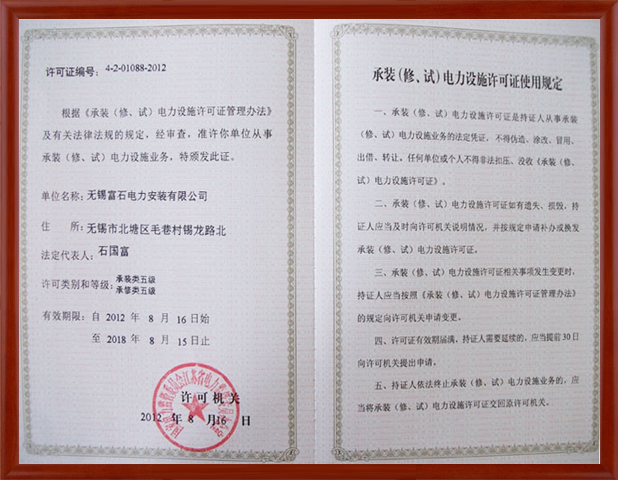 许可证编号: 4-2-01088-2012
根据《承装（修、试）电力设施许可证管理办法》
及有关法律法规的规定，经审查，准许你单位从事
承装（修、试）电力设施业务，特颁发此证。
单位名称: 无锡富石电力安装有限公司
住 所: 无锡市北塘区毛巷村锡龙路北
法定代表人: 石国富
许可类别和等级: 承装类五级
承修类五级
有效期限: 自 2012 年 8 月 16 日始
至 2018 年 8 月 15 日止
许可机关
2012 年 8 月 16 日
承装（修、试）电力设施许可证使用规定
一、承装（修、试）电力设施许可证是持证人从事承装
（修、试）电力设施业务的法定凭证，不得伪造、涂改、冒用、
出借、转让，任何单位或个人不得非法扣压、没收《承装（修、
试）电力设施许可证》。
二、承装（修、试）电力设施许可证如有遗失、损毁，持
证人应当及时向许可机关说明情况，并按规定申请补办或换发
承装（修、试）电力设施许可证。
三、承装（修、试）电力设施许可证相关事项发生变更时，
持证人应当按照《承装（修、试）电力设施许可证管理办法》
的规定向许可机关申请变更。
四、许可证有效期届满，持证人需要延续的，应当提前 30 日
向许可机关提出申请。
五、持证人依法终止承装（修、试）电力设施业务的，应
当将承装（修、试）电力设施许可证交回原许可机关。